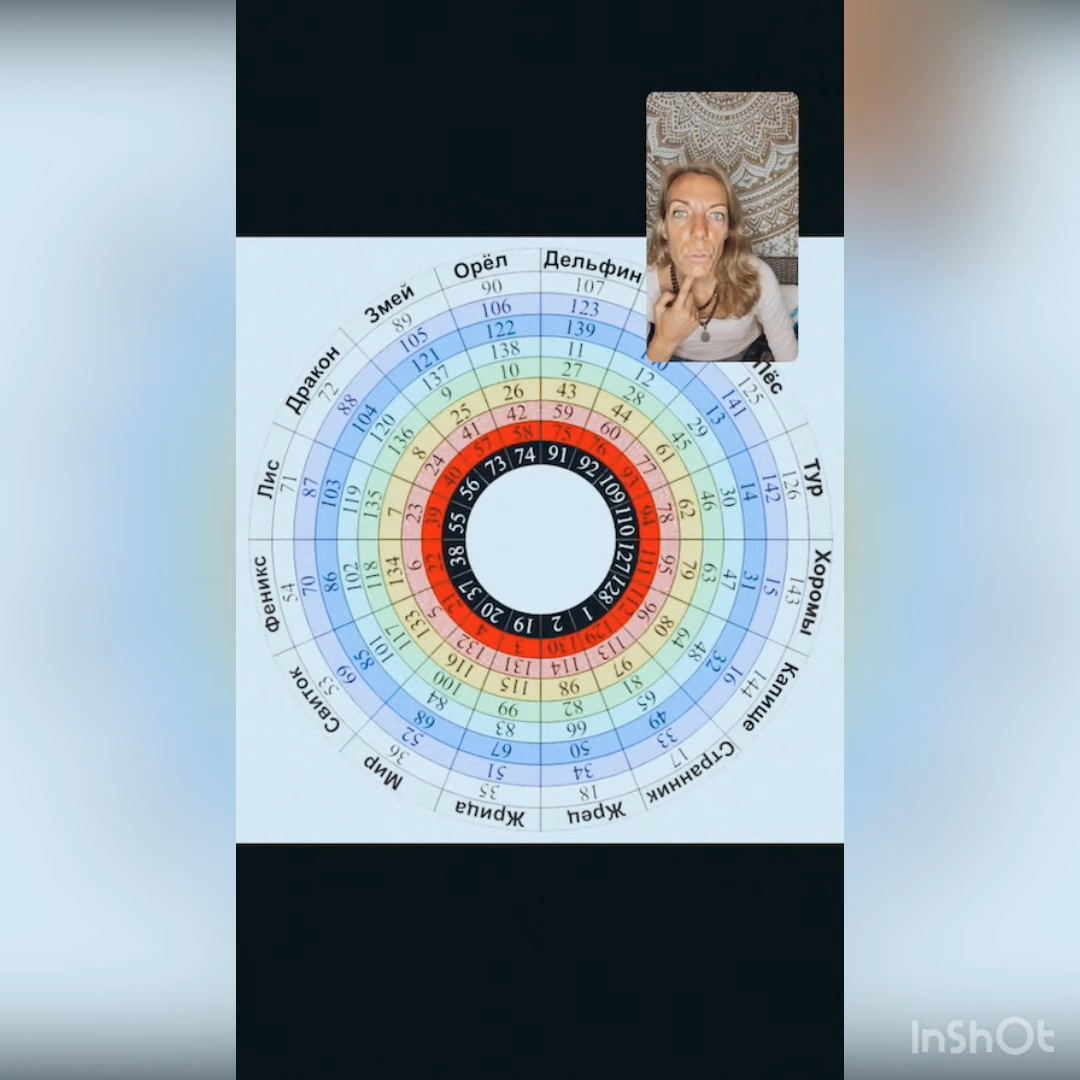 Дельфин Пёс Тур Хоромы Капище Странник Жрец Жрица Мир Свиток Феникс Лис Дракон Змей Орёл
107 125 126 143 144 17 18 35 36 53 54 71 72 89 90
123 141 142 15 16 33 34 51 52 69 70 87 88 105 106
139 13 14 31 32 49 50 67 68 85 86 103 104 121 122
11 12 29 30 47 48 65 66 83 84 101 102 119 120 137 138
27 28 45 46 63 64 81 82 99 100 117 118 135 136 9 10
43 44 61 62 79 80 97 98 115 116 133 134 7 8 25 26
59 60 77 78 95 96 113 114 131 132 5 6 23 24 41 42
75 76 93 94 111 112 129 130 3 4 21 22 39 40 57 58
91 92 109 110 127 128 1 2 19 20 37 38 55 56 73 74
InShOt